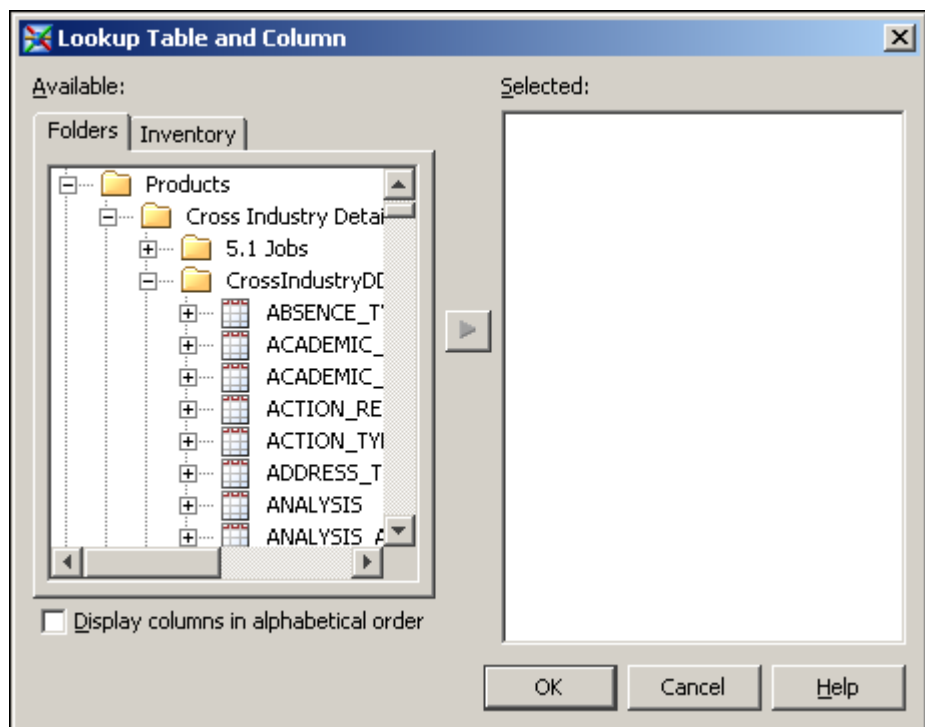 Lookup Table and Column
Available:
Selected:
Folders
Inventory
Products
Cross Industry Detai
5.1 Jobs
CrossIndustryDD
ABSENCE_T
ACADEMIC_
ACADEMIC_
ACTION_RE
ACTION_TY
ADDRESS_T
ANALYSIS
ANALYSIS_A
Display columns in alphabetical order
OK
Cancel
Help